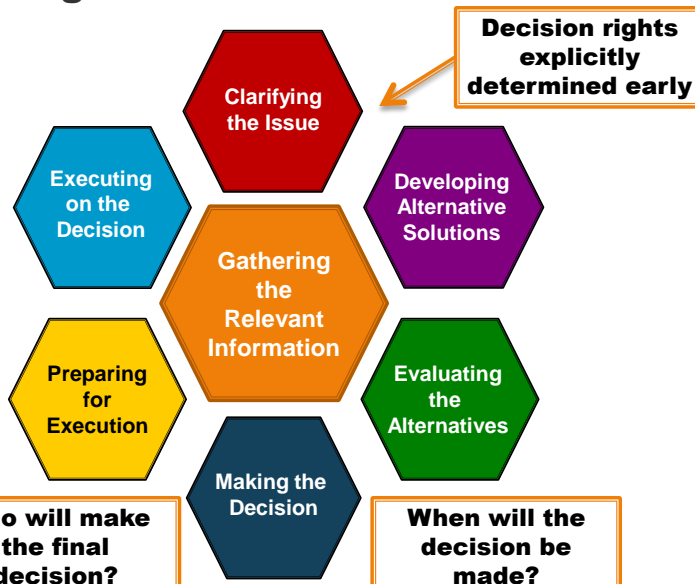 Decision rights
explicitly
determined early
Clarifying
the Issue
Executing
on the
Decision
Developing
Alternative
Solutions
Gathering
the
Relevant
Information
Preparing
for
Execution
Evaluating
the
Alternatives
Making the
Decision
will make
the final
decision?
When will the
decision be
made?